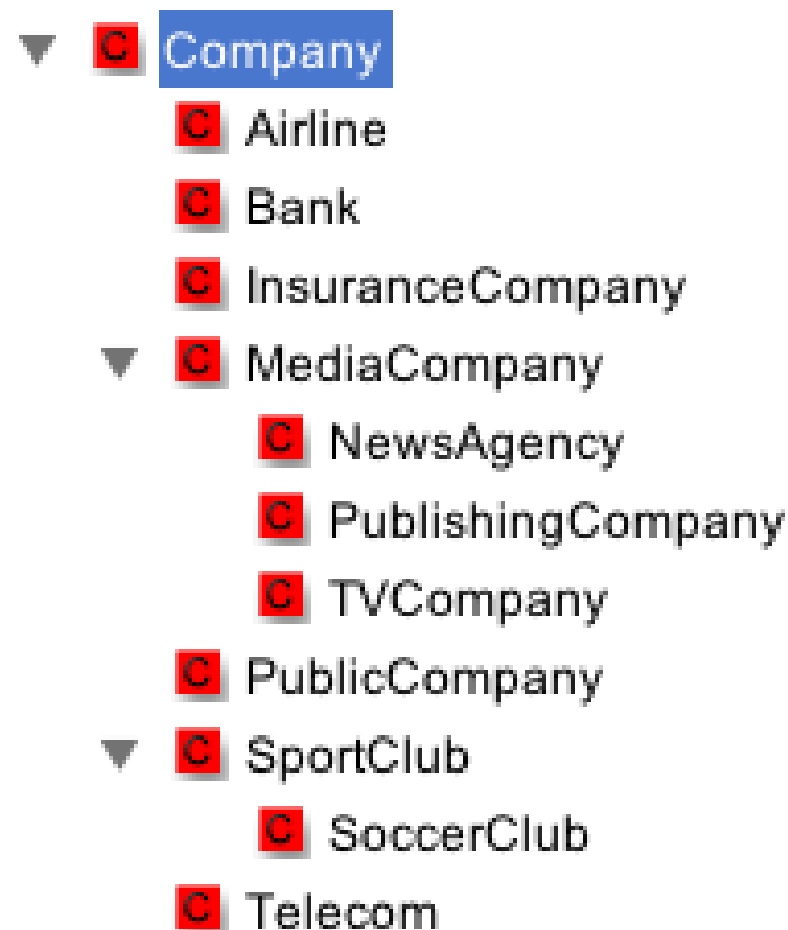 C Company
C Airline
C Bank
C InsuranceCompany
C MediaCompany
C NewsAgency
C PublishingCompany
C TVCompany
C PublicCompany
C SportClub
C SoccerClub
C Telecom